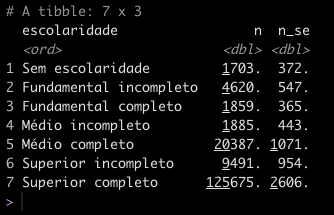 # A tibble: 7 x 3
escolaridade n n_se
<ord> <dbl> <dbl>
1 Sem escolaridade 1703. 372.
2 Fundamental incompleto 4620. 547.
3 Fundamental completo 1859. 365.
4 Médio incompleto 1885. 443.
5 Médio completo 20387. 1071.
6 Superior incompleto 9491. 954.
7 Superior completo 125675. 2606.
>